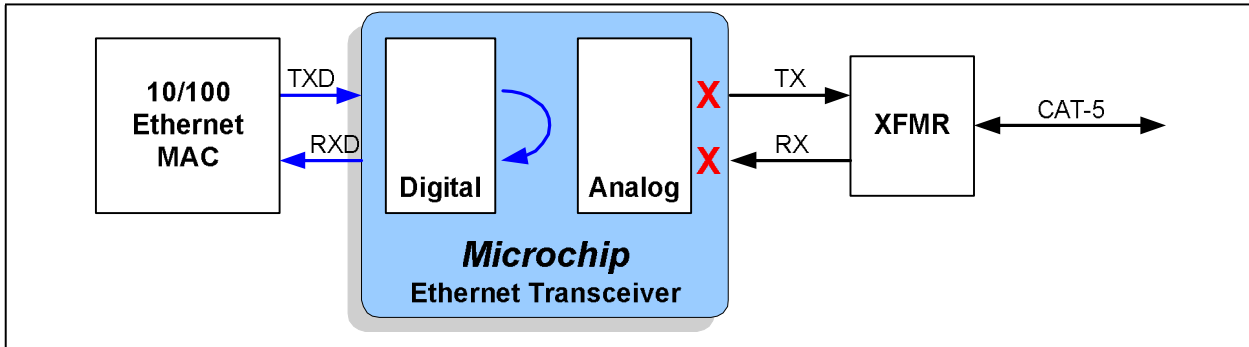 10/100
Ethernet
MAC
TXD
RXD
Digital
Analog
X
X
Microchip
Ethernet Transceiver
TX
RX
XFMR
CAT-5